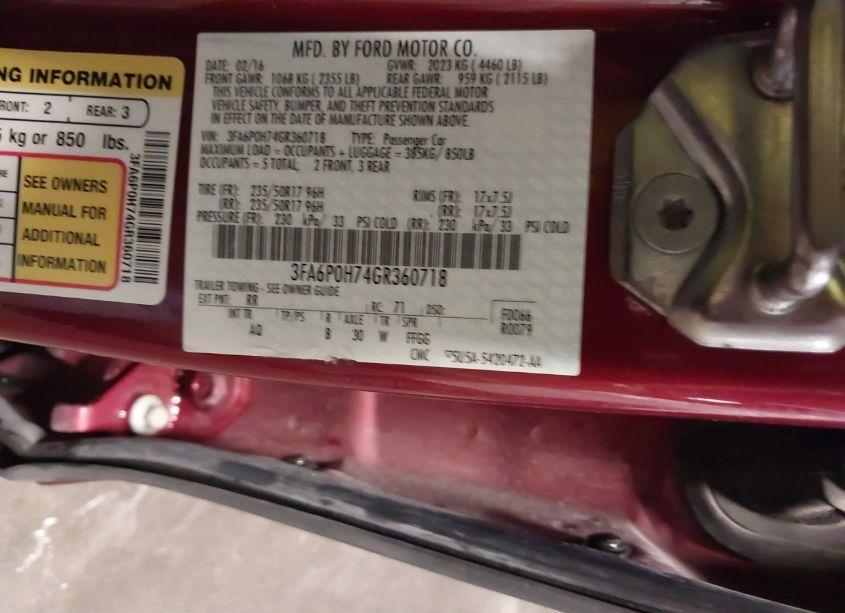 NG INFORMATION
FRONT: 2 REAR: 3
5 kg or 850 lbs.
SEE OWNERS
MANUAL FOR
ADDITIONAL
INFORMATION
3FA6P0H74GR360718
MFD. BY FORD MOTOR CO.
DATE: 02/16 GVWR: 2023 KG ( 4460 LB)
FRONT GAWR: 1068 KG ( 2355 LB) REAR GAWR: 959 KG ( 2115 LB)
THIS VEHICLE CONFORMS TO ALL APPLICABLE FEDERAL MOTOR
VEHICLE SAFETY, BUMPER, AND THEFT PREVENTION STANDARDS
IN EFFECT ON THE DATE OF MANUFACTURE SHOWN ABOVE.
VIN: 3FA6P0H74GR360718 TYPE: Passenger Car
MAXIMUM LOAD = OCCUPANTS + LUGGAGE = 385KG/ 850LB
OCCUPANTS = 5 TOTAL; 2 FRONT, 3 REAR
TIRE (FR): 235/50R17 96H RIMS (FR): 17x7.5J
(RR): 235/50R17 96H (RR): 17x7.5J
PRESSURE (FR): 230 kPa/ 33 PSI COLD (RR): 230 kPa/ 33 PSI COLD
3FA6P0H74GR360718
TRAILER TOWING - SEE OWNER GUIDE
EXT PNT: RR RC: 71 DSO: F0066
R0079
INT TR TP/PS R AXLE TR SPR
AQ B 30 W FFGG
CWC